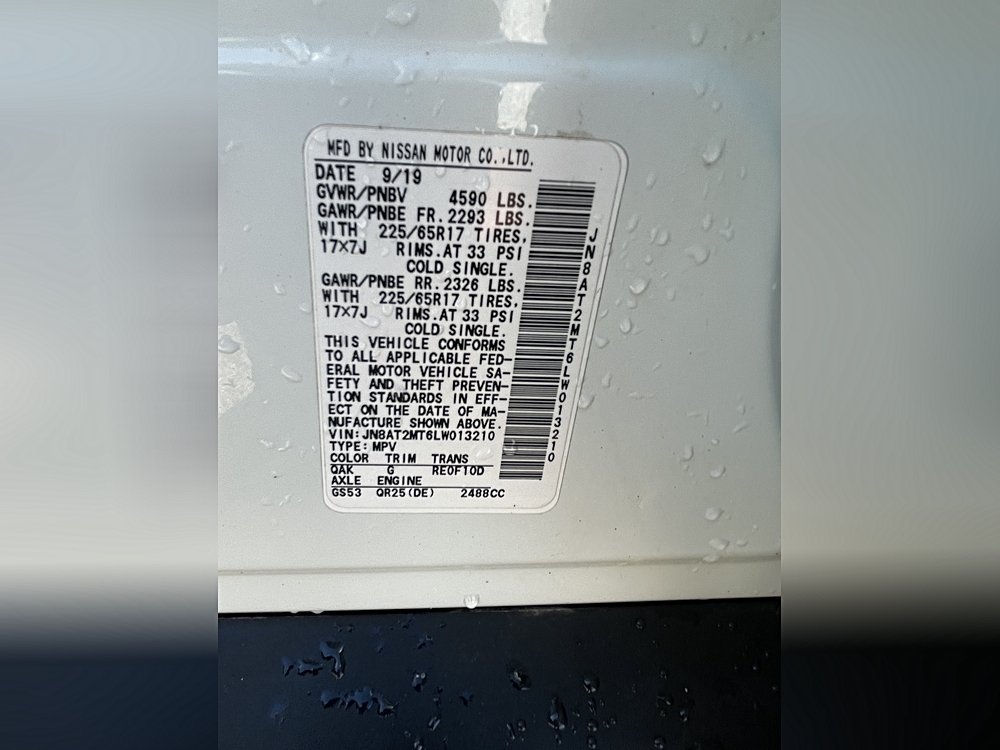 MFD BY NISSAN MOTOR CO.,LTD.
DATE 9/19
GVWR/PNBV 4590 LBS.
GAWR/PNBE FR. 2293 LBS.
WITH 225/65R17 TIRES,
17×7J RIMS.AT 33 PSI
COLD SINGLE.
GAWR/PNBE RR. 2326 LBS.
WITH 225/65R17 TIRES,
17×7J RIMS.AT 33 PSI
COLD SINGLE.
THIS VEHICLE CONFORMS
TO ALL APPLICABLE FED-
ERAL MOTOR VEHICLE SA-
FETY AND THEFT PREVEN-
TION STANDARDS IN EFF-
ECT ON THE DATE OF MA-
NUFACTURE SHOWN ABOVE.
VIN:JN8AT2MT6LW013210
TYPE:MPV
COLOR TRIM TRANS
QAK G RE0F10D
AXLE ENGINE
GS53 QR25(DE) 2488CC
JN8AT2MT6LW013210